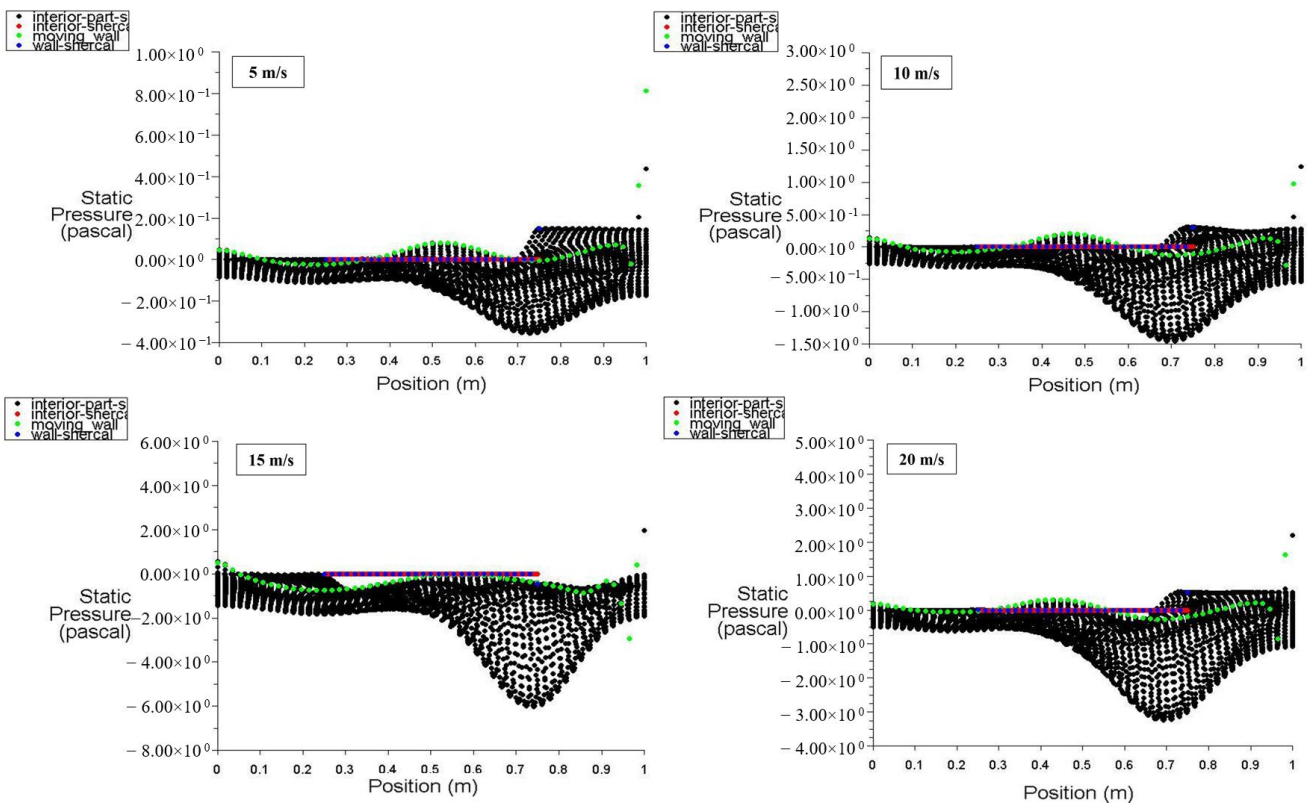 interior-part-s
interior-sherca
moving_wall
wall-shercal
5 m/s
1.00×10⁰
8.00×10⁻¹
6.00×10⁻¹
4.00×10⁻¹
Static
Pressure
(pascal)
2.00×10⁻¹
0.00×10⁰
−2.00×10⁻¹
−4.00×10⁻¹
0 0.1 0.2 0.3 0.4 0.5 0.6 0.7 0.8 0.9 1
Position (m)
interior-part-s
interior-sherca
moving_wall
wall-shercal
10 m/s
3.00×10⁰
2.50×10⁰
2.00×10⁰
1.50×10⁰
1.00×10⁰
Static
Pressure
(pascal)
5.00×10⁻¹
0.00×10⁰
−5.00×10⁻¹
−1.00×10⁰
−1.50×10⁰
0 0.1 0.2 0.3 0.4 0.5 0.6 0.7 0.8 0.9 1
Position (m)
interior-part-s
interior-sherca
moving_wall
wall-shercal
15 m/s
6.00×10⁰
4.00×10⁰
2.00×10⁰
0.00×10⁰
Static
Pressure
(pascal)
−2.00×10⁰
−4.00×10⁰
−6.00×10⁰
−8.00×10⁰
0 0.1 0.2 0.3 0.4 0.5 0.6 0.7 0.8 0.9 1
Position (m)
interior-part-s
interior-sherca
moving_wall
wall-shercal
20 m/s
5.00×10⁰
4.00×10⁰
3.00×10⁰
2.00×10⁰
1.00×10⁰
Static
Pressure
(pascal)
0.00×10⁰
−1.00×10⁰
−2.00×10⁰
−3.00×10⁰
−4.00×10⁰
0 0.1 0.2 0.3 0.4 0.5 0.6 0.7 0.8 0.9 1
Position (m)